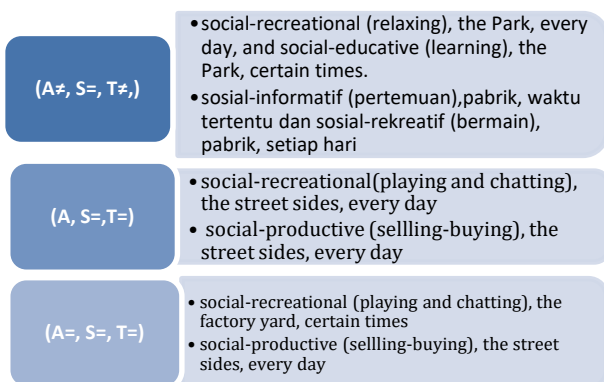 (A≠, S=, T≠,)
•social-recreational (relaxing), the Park, every
day, and social-educative (learning), the
Park, certain times.
•sosial-informatif (pertemuan),pabrik, waktu
tertentu dan sosial-rekreatif (bermain),
pabrik, setiap hari
(A, S=,T=)
• social-recreational(playing and chatting),
the street sides, every day
• social-productive (sellling-buying), the
street sides, every day
(A=, S=, T=)
• social-recreational (playing and chatting), the
factory yard, certain times
• social-productive (sellling-buying), the street
sides, every day